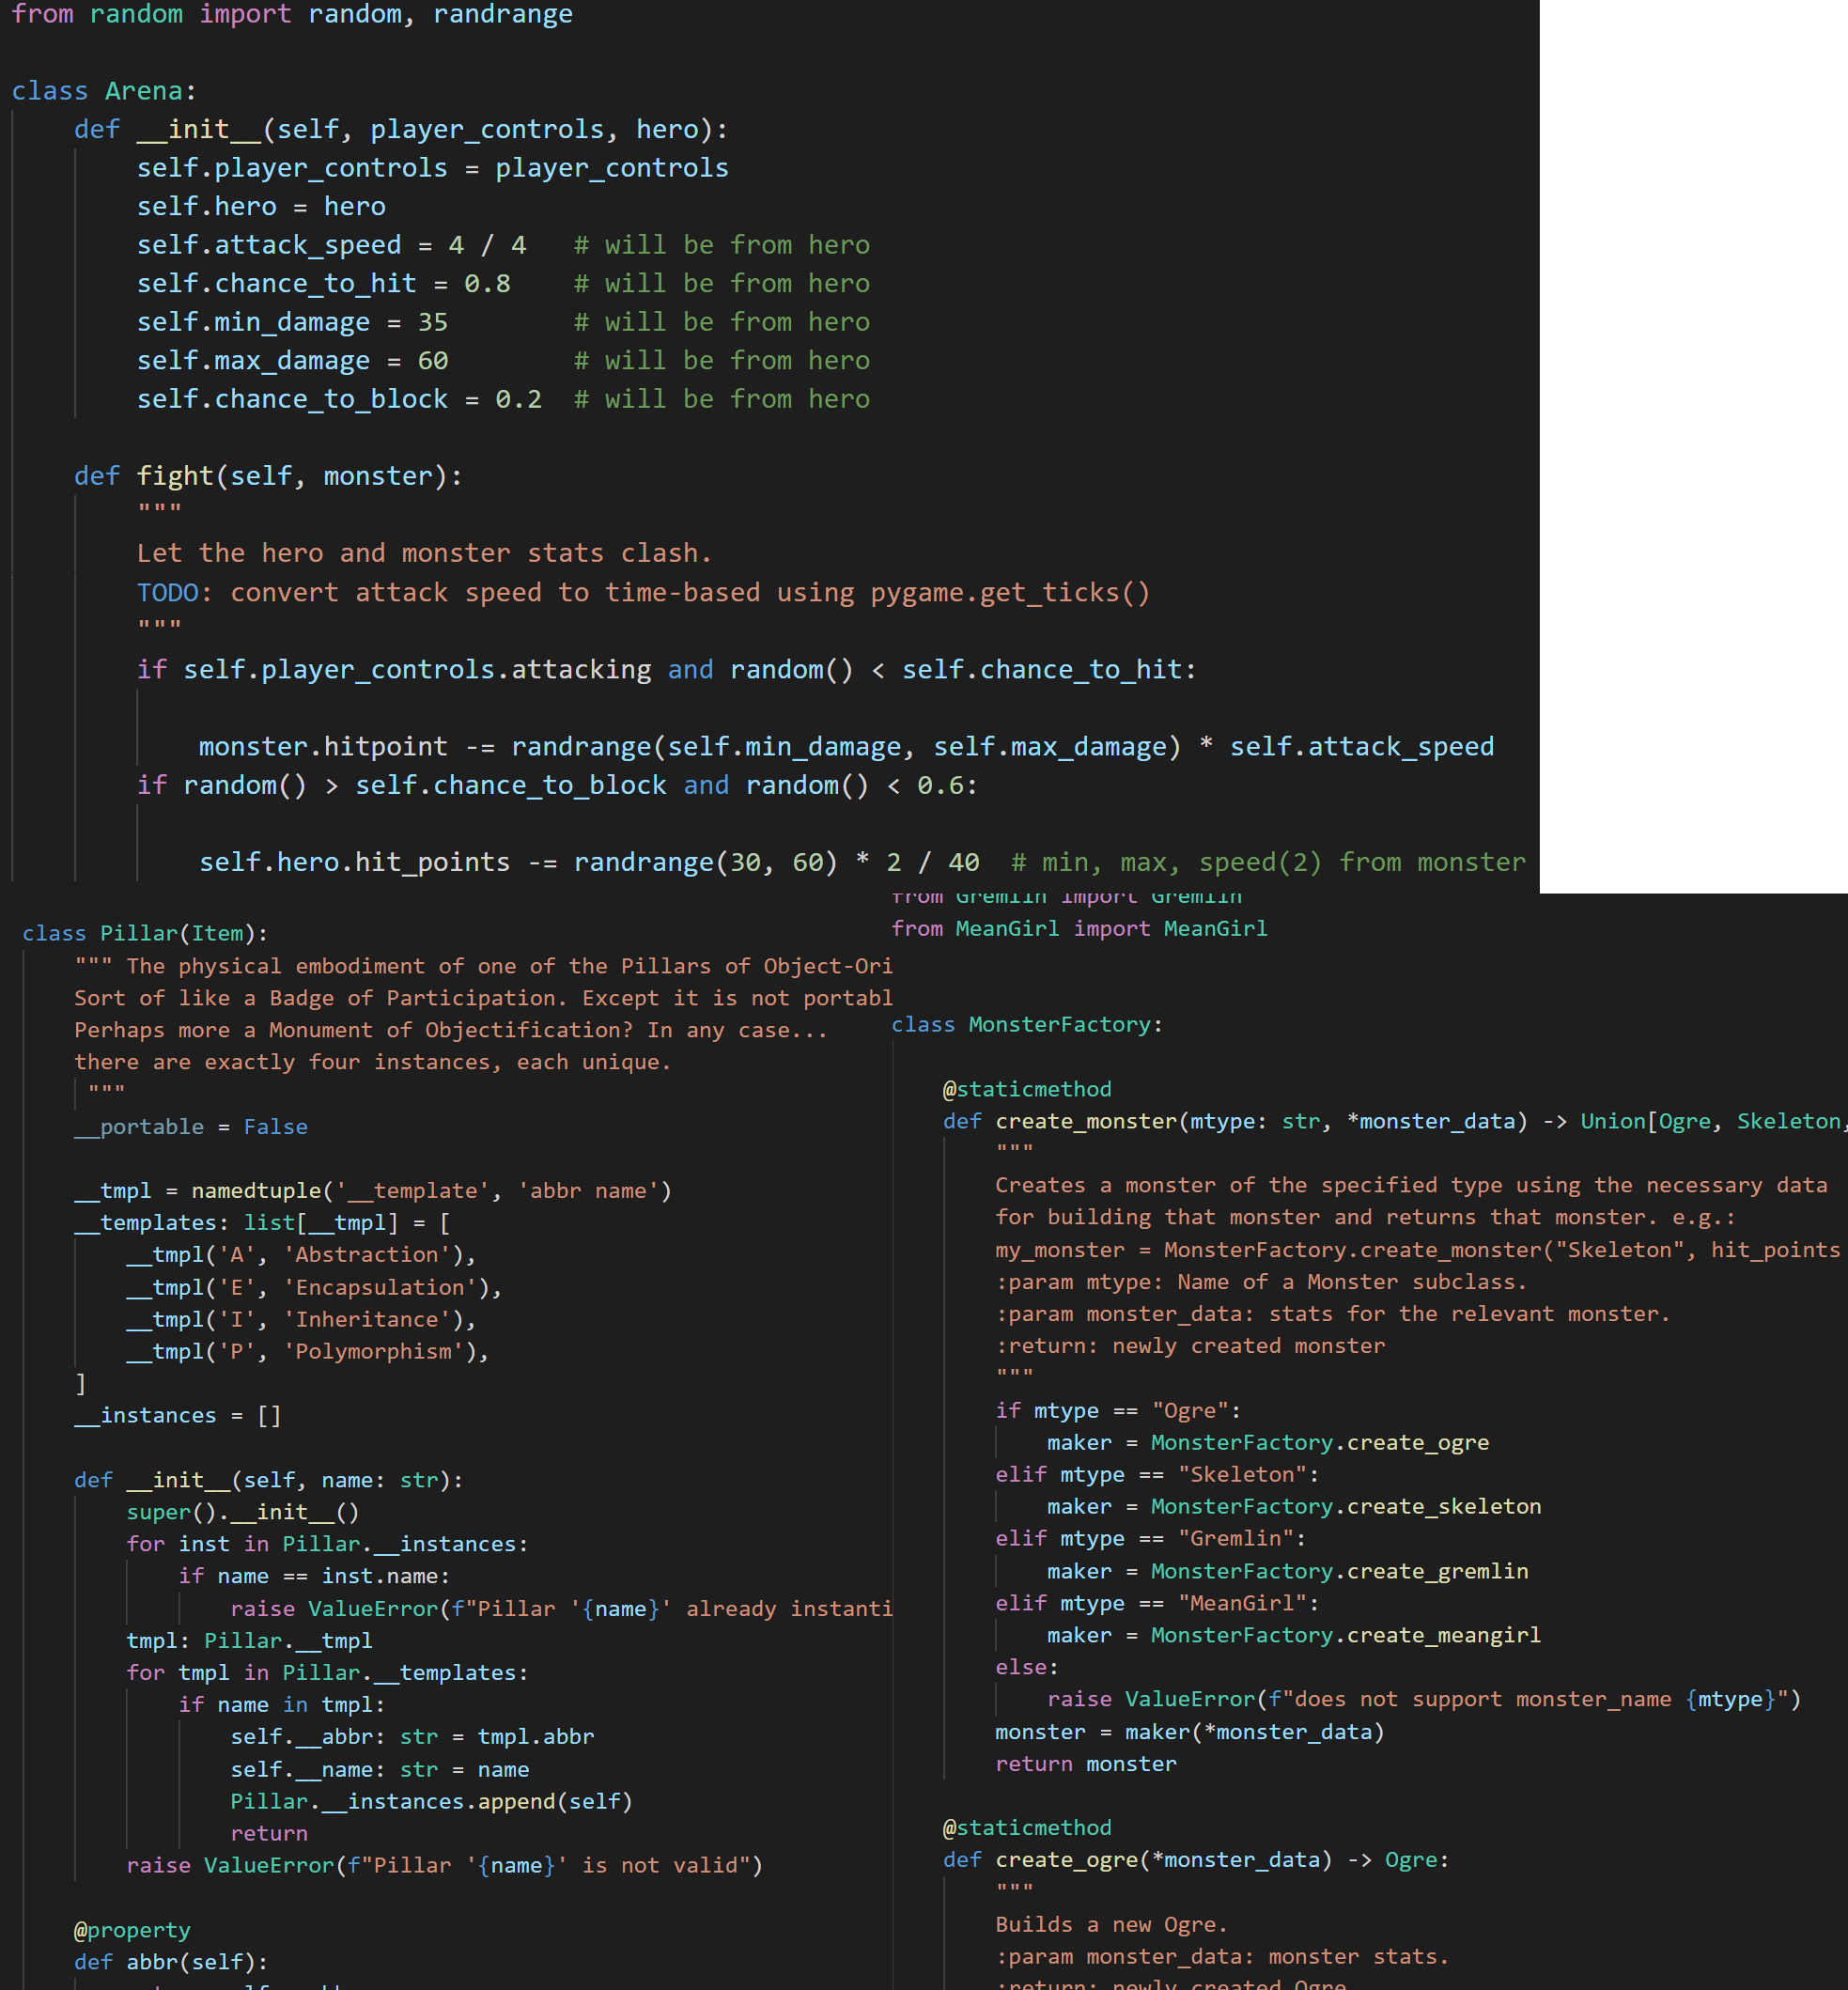 from random import random, randrange
class Arena:
    def __init__(self, player_controls, hero):
        self.player_controls = player_controls
        self.hero = hero
        self.attack_speed = 4 / 4   # will be from hero
        self.chance_to_hit = 0.8    # will be from hero
        self.min_damage = 35        # will be from hero
        self.max_damage = 60        # will be from hero
        self.chance_to_block = 0.2  # will be from hero
    def fight(self, monster):
        """
        Let the hero and monster stats clash.
        TODO: convert attack speed to time-based using pygame.get_ticks()
        """
        if self.player_controls.attacking and random() < self.chance_to_hit:
            monster.hitpoint -= randrange(self.min_damage, self.max_damage) * self.attack_speed
        if random() > self.chance_to_block and random() < 0.6:
            self.hero.hit_points -= randrange(30, 60) * 2 / 40  # min, max, speed(2) from monster
class Pillar(Item):
    """ The physical embodiment of one of the Pillars of Object-Ori
    Sort of like a Badge of Participation. Except it is not portabl
    Perhaps more a Monument of Objectification? In any case...
    there are exactly four instances, each unique.
     """
    __portable = False
    __tmpl = namedtuple('__template', 'abbr name')
    __templates: list[__tmpl] = [
        __tmpl('A', 'Abstraction'),
        __tmpl('E', 'Encapsulation'),
        __tmpl('I', 'Inheritance'),
        __tmpl('P', 'Polymorphism'),
    ]
    __instances = []
    def __init__(self, name: str):
        super().__init__()
        for inst in Pillar.__instances:
            if name == inst.name:
                raise ValueError(f"Pillar '{name}' already instanti
        tmpl: Pillar.__tmpl
        for tmpl in Pillar.__templates:
            if name in tmpl:
                self.__abbr: str = tmpl.abbr
                self.__name: str = name
                Pillar.__instances.append(self)
                return
        raise ValueError(f"Pillar '{name}' is not valid")
    @property
    def abbr(self):
from Gremlin import Gremlin
from MeanGirl import MeanGirl
class MonsterFactory:
    @staticmethod
    def create_monster(mtype: str, *monster_data) -> Union[Ogre, Skeleton,
        """
        Creates a monster of the specified type using the necessary data
        for building that monster and returns that monster. e.g.:
        my_monster = MonsterFactory.create_monster("Skeleton", hit_points
        :param mtype: Name of a Monster subclass.
        :param monster_data: stats for the relevant monster.
        :return: newly created monster
        """
        if mtype == "Ogre":
            maker = MonsterFactory.create_ogre
        elif mtype == "Skeleton":
            maker = MonsterFactory.create_skeleton
        elif mtype == "Gremlin":
            maker = MonsterFactory.create_gremlin
        elif mtype == "MeanGirl":
            maker = MonsterFactory.create_meangirl
        else:
            raise ValueError(f"does not support monster_name {mtype}")
        monster = maker(*monster_data)
        return monster
    @staticmethod
    def create_ogre(*monster_data) -> Ogre:
        """
        Builds a new Ogre.
        :param monster_data: monster stats.
        :return: newly created Ogre